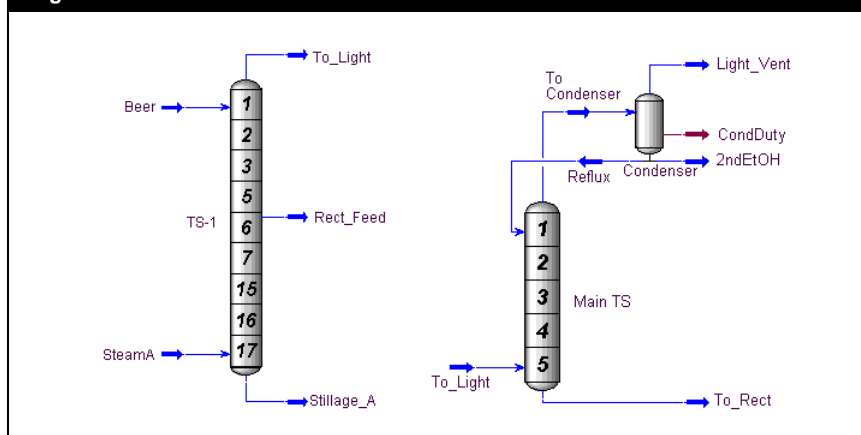 To_Light
Beer
1
2
3
5
6
7
15
16
17
TS-1
Rect_Feed
SteamA
Stillage_A
To
Condenser
Light_Vent
CondDuty
2ndEtOH
Reflux
Condenser
1
2
3
4
5
Main TS
To_Light
To_Rect